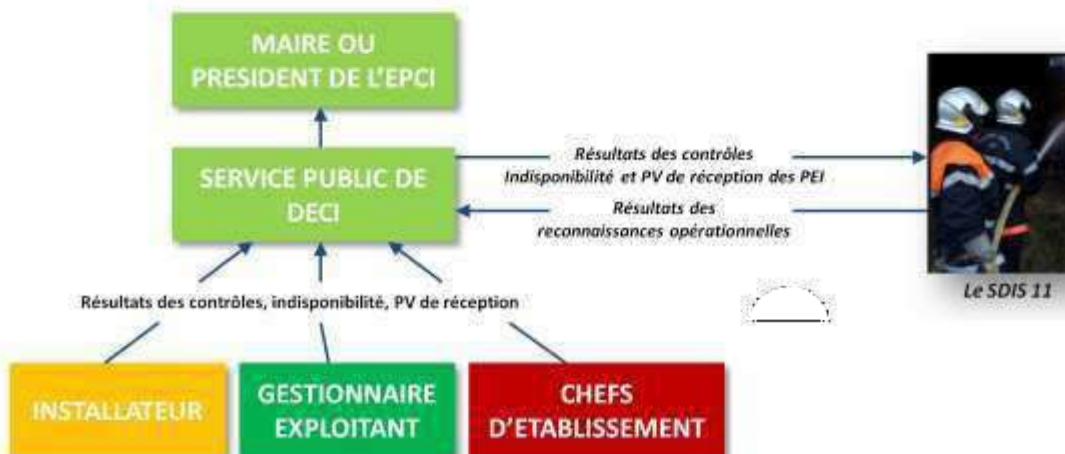 MAIRE OU
PRESIDENT DE L'EPCI
SERVICE PUBLIC DE
DECI
Résultats des contrôles
Indisponibilité et PV de réception des PEI
Résultats des
reconnaissances opérationnelles
Le SDIS 11
Résultats des contrôles, indisponibilité, PV de réception
INSTALLATEUR
GESTIONNAIRE
EXPLOITANT
CHEFS
D'ETABLISSEMENT